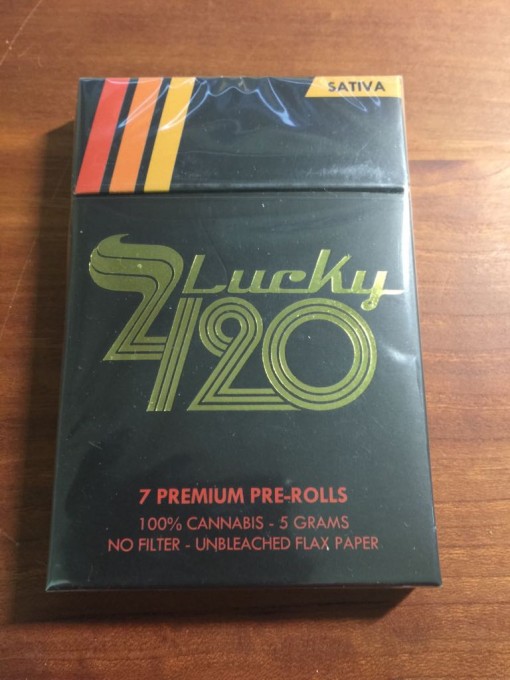 SATIVA
Lucky
420
7 PREMIUM PRE-ROLLS
100% CANNABIS - 5 GRAMS
NO FILTER - UNBLEACHED FLAX PAPER